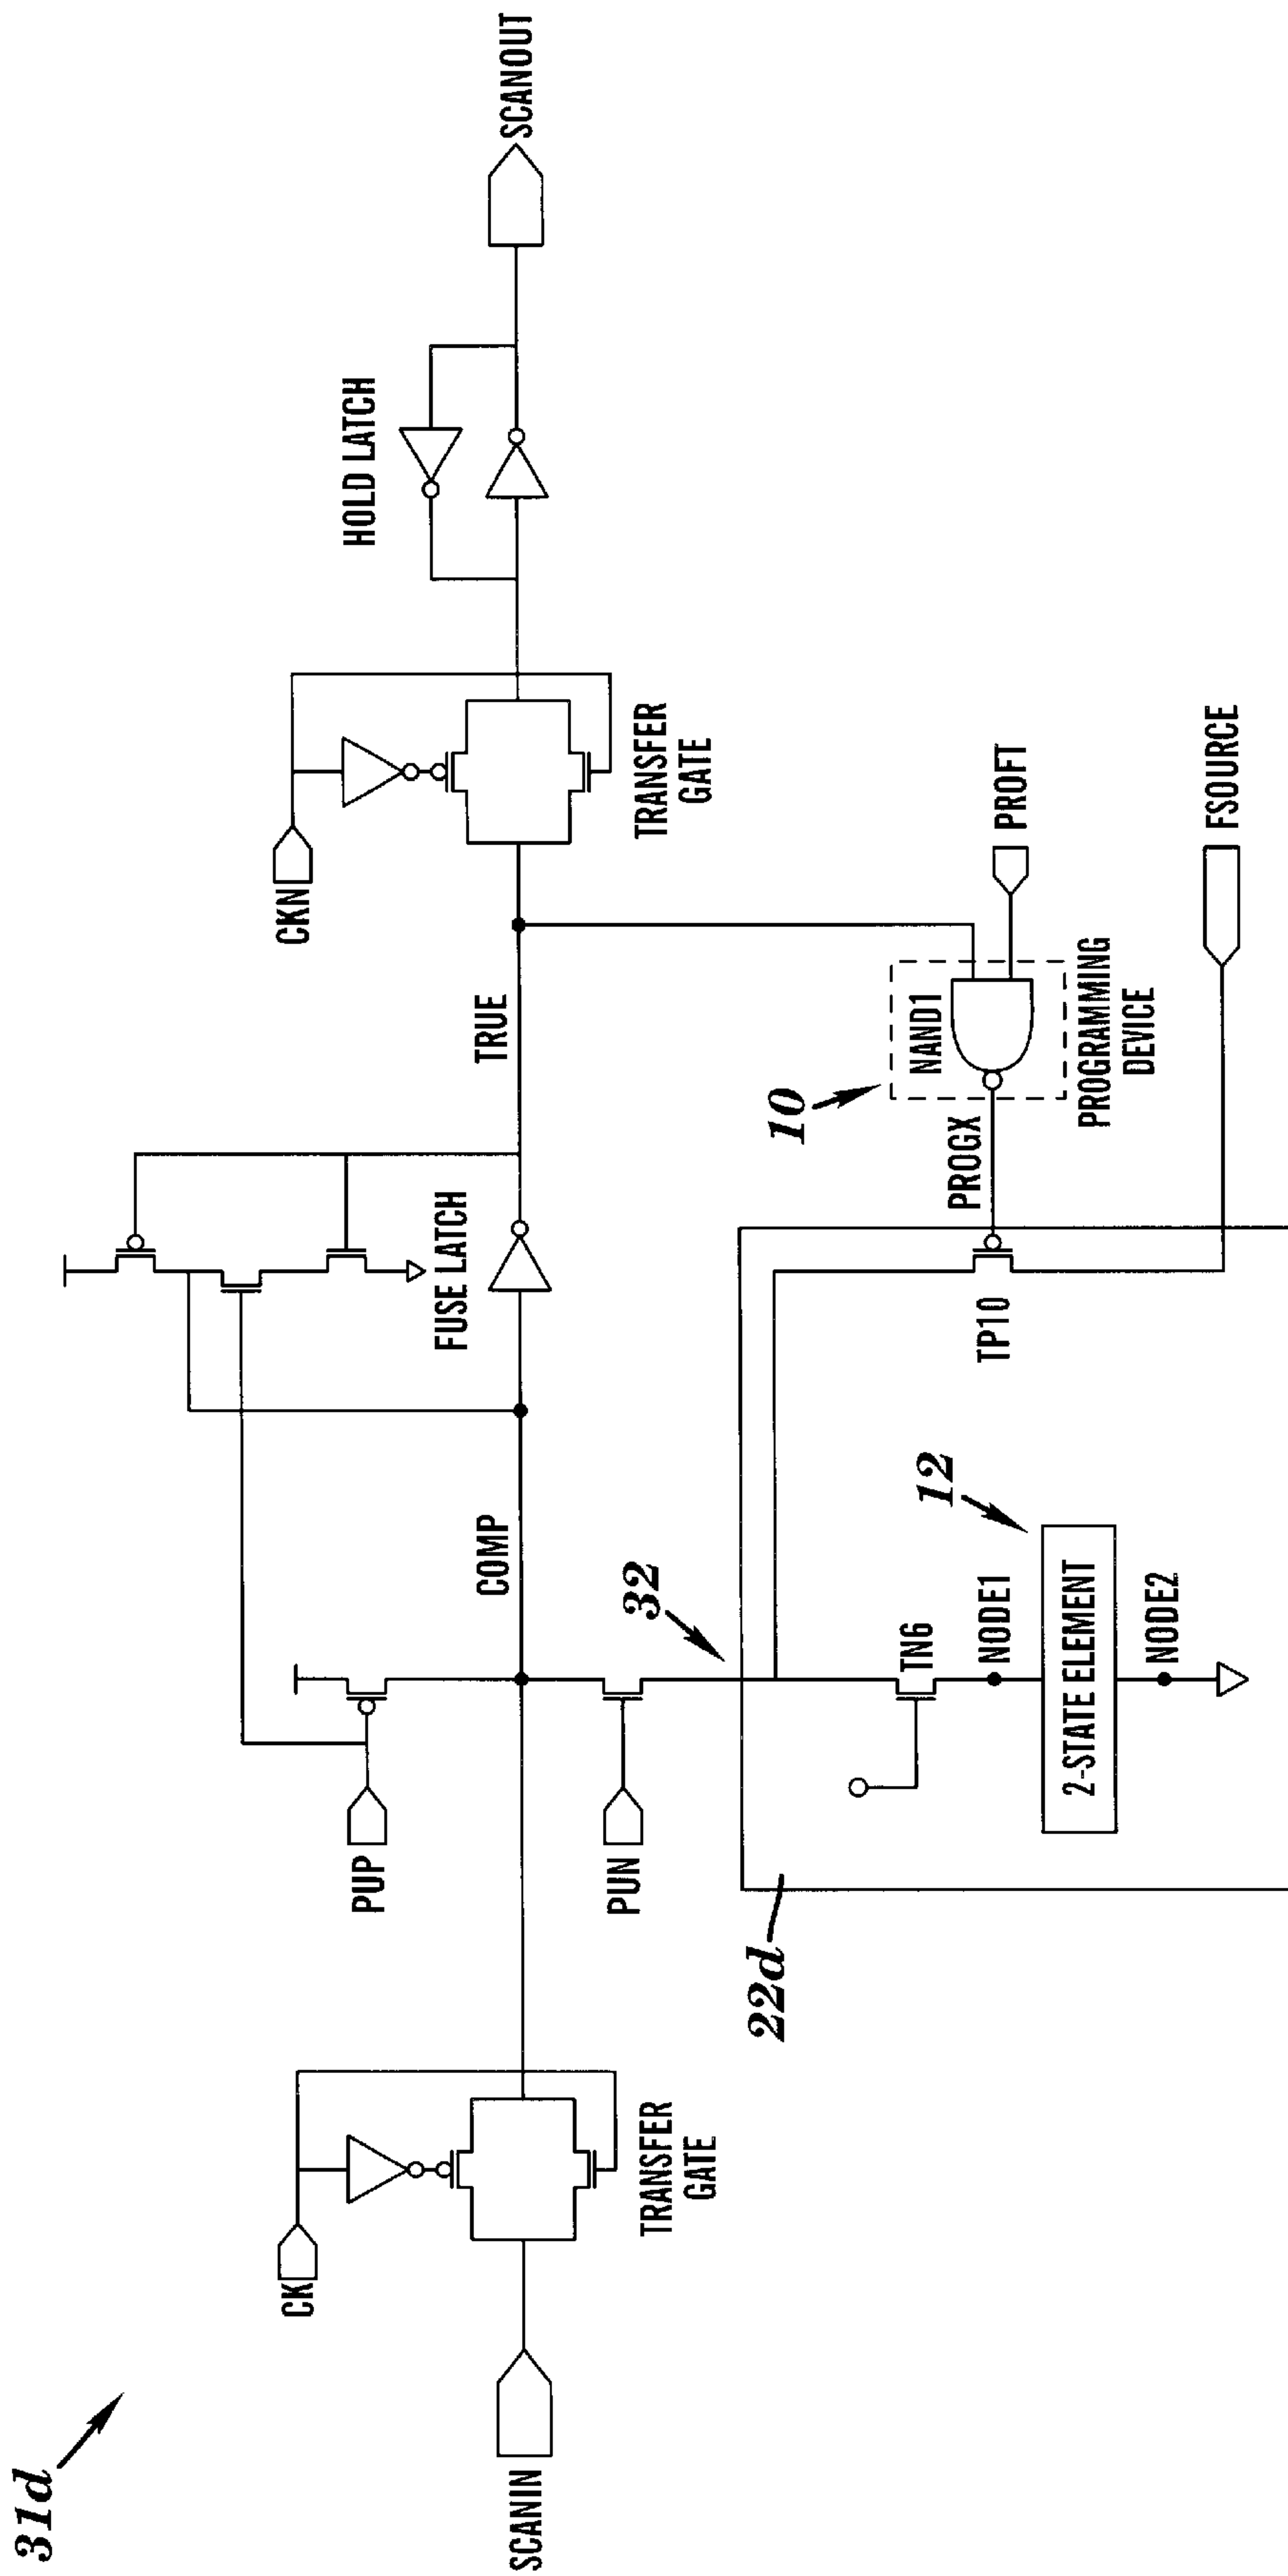 31d
CK
CKN
HOLD LATCH
PUP
FUSE LATCH
TRUE
COMP
SCANIN
SCANOUT
PUN
TRANSFER
GATE
TRANSFER
GATE
32
22d
10
NAND1
PROFT
PROGX
PROGRAMMING
DEVICE
TN6
12
TP10
NODE1
2-STATE ELEMENT
NODE2
FSOURCE